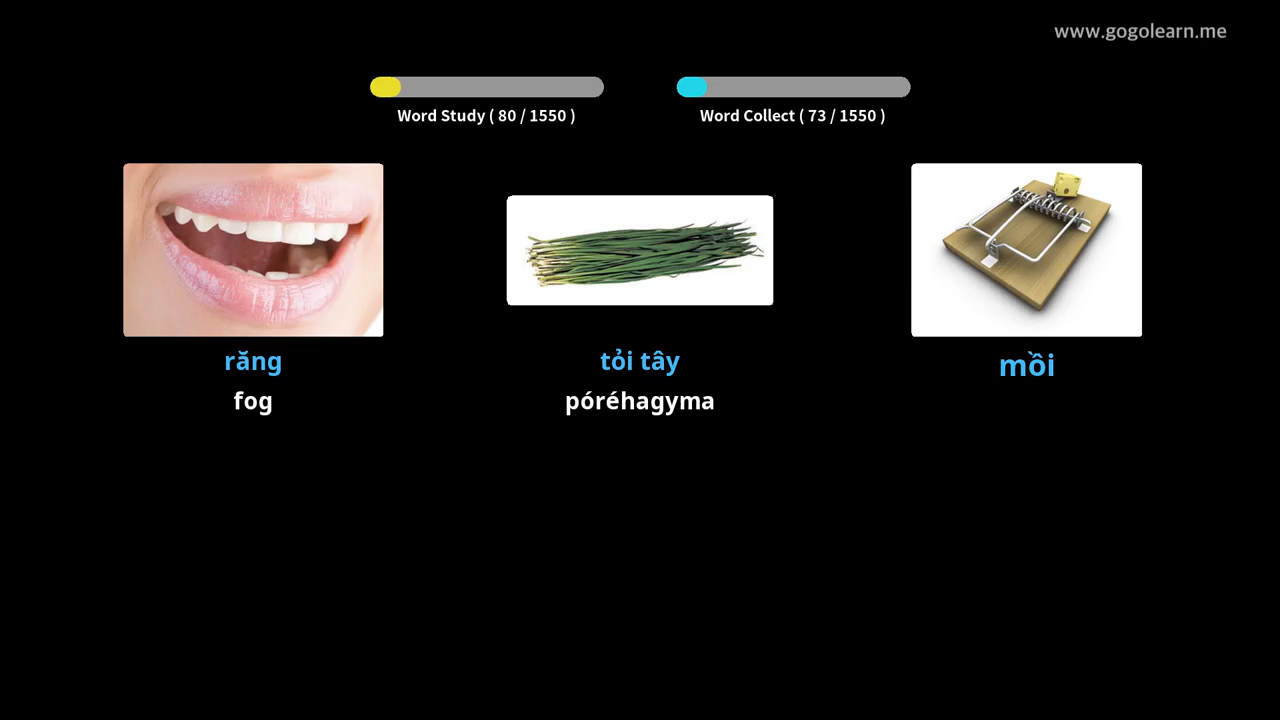 www.gogolearn.me
Word Study ( 80 / 1550 )
Word Collect ( 73 / 1550 )
răng
fog
tỏi tây
póréhagyma
mồi